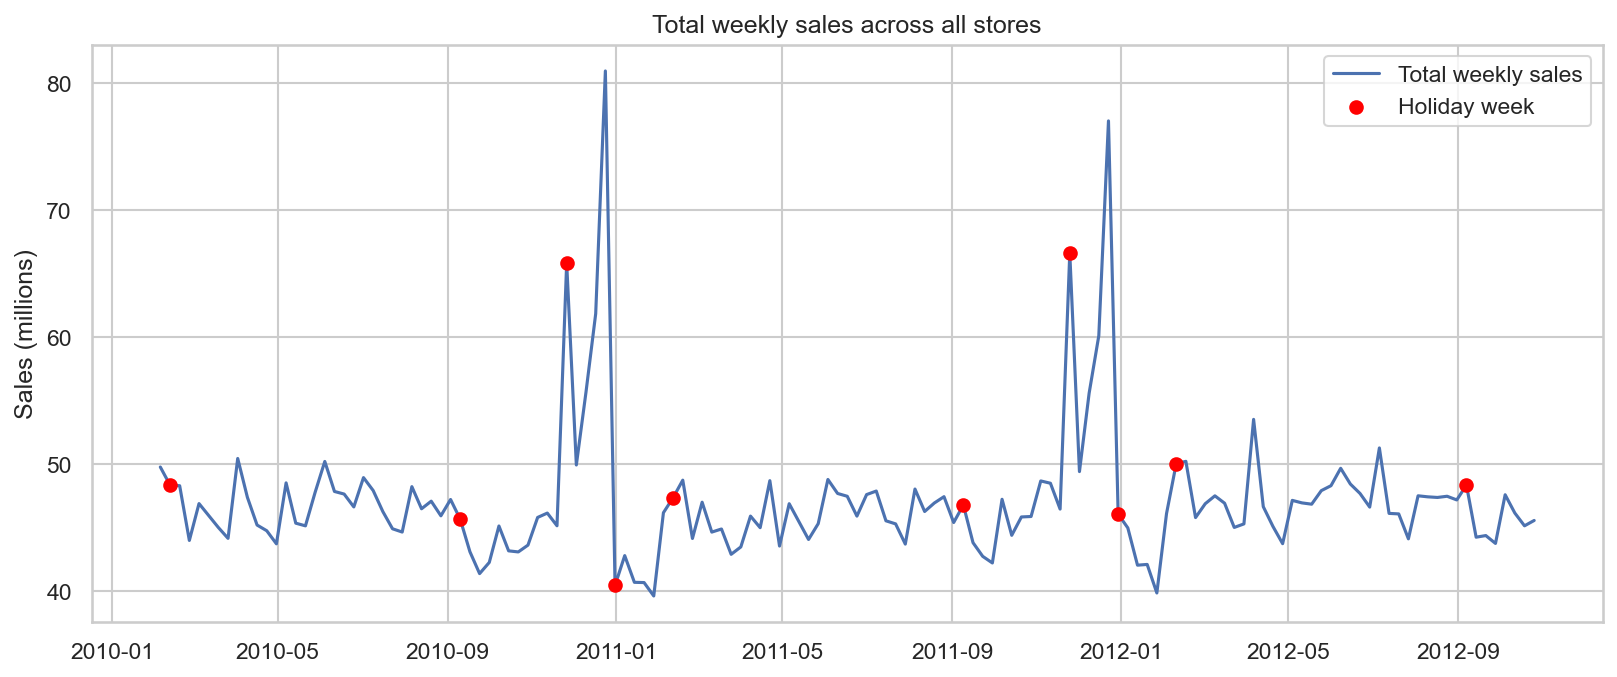 Total weekly sales across all stores
Total weekly sales
Holiday week
Sales (millions)
80
70
60
50
40
2010-01 2010-05 2010-09 2011-01 2011-05 2011-09 2012-01 2012-05 2012-09